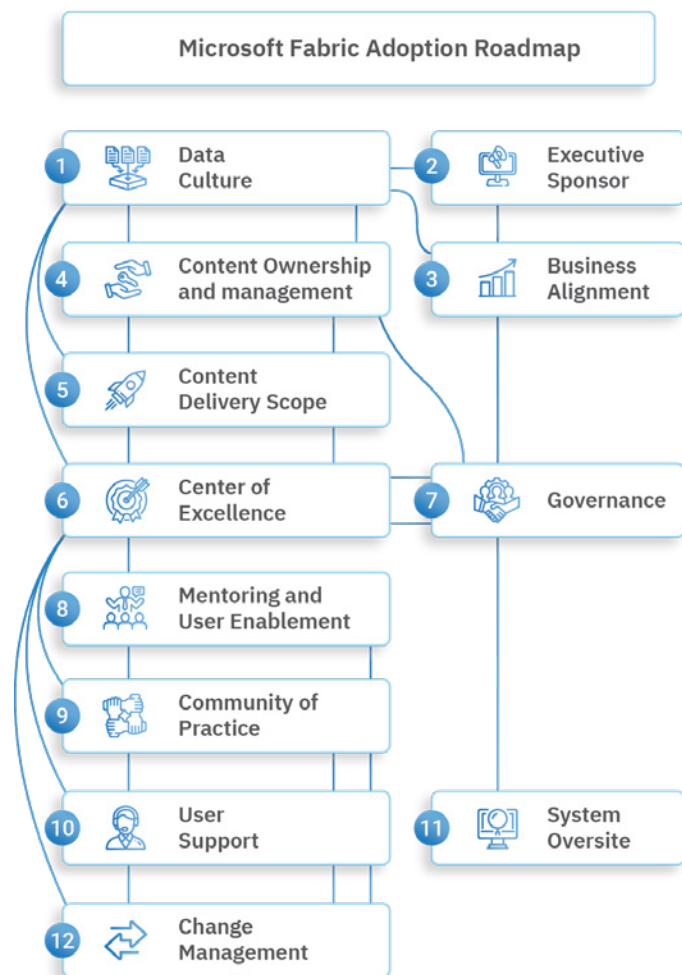 Microsoft Fabric Adoption Roadmap
1
Data
Culture
2
Executive
Sponsor
4
Content Ownership
and management
3
Business
Alignment
5
Content
Delivery Scope
6
Center of
Excellence
7
Governance
8
Mentoring and
User Enablement
9
Community of
Practice
10
User
Support
11
System
Oversite
12
Change
Management